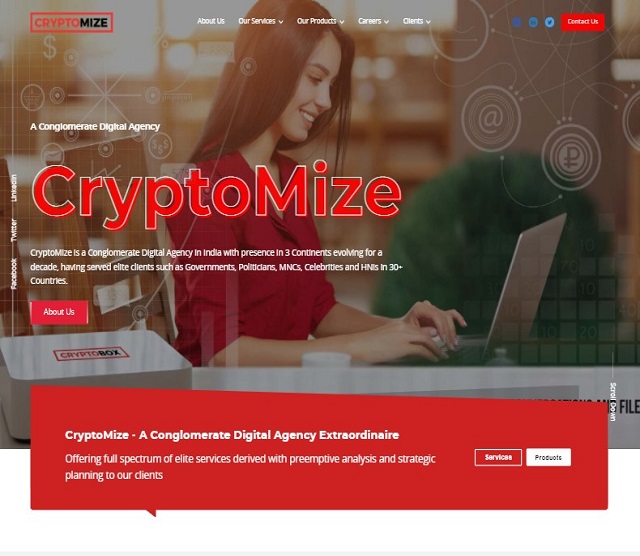 CRYPTOMIZE
About Us Our Services Our Products Careers Clients Contact Us
A Conglomerate Digital Agency
CryptoMize
Linkedin
Twitter
Facebook
CryptoMize is a Conglomerate Digital Agency in India with presence in 3 Continents evolving for a
decade, having served elite clients such as Governments, Politicians, MNCs, Celebrities and HNIs in 30+
Countries.
About Us
CRYPTOBOX
Scroll Down
AND FILE
CryptoMize - A Conglomerate Digital Agency Extraordinaire
Offering full spectrum of elite services derived with preemptive analysis and strategic
planning to our clients
Services Products